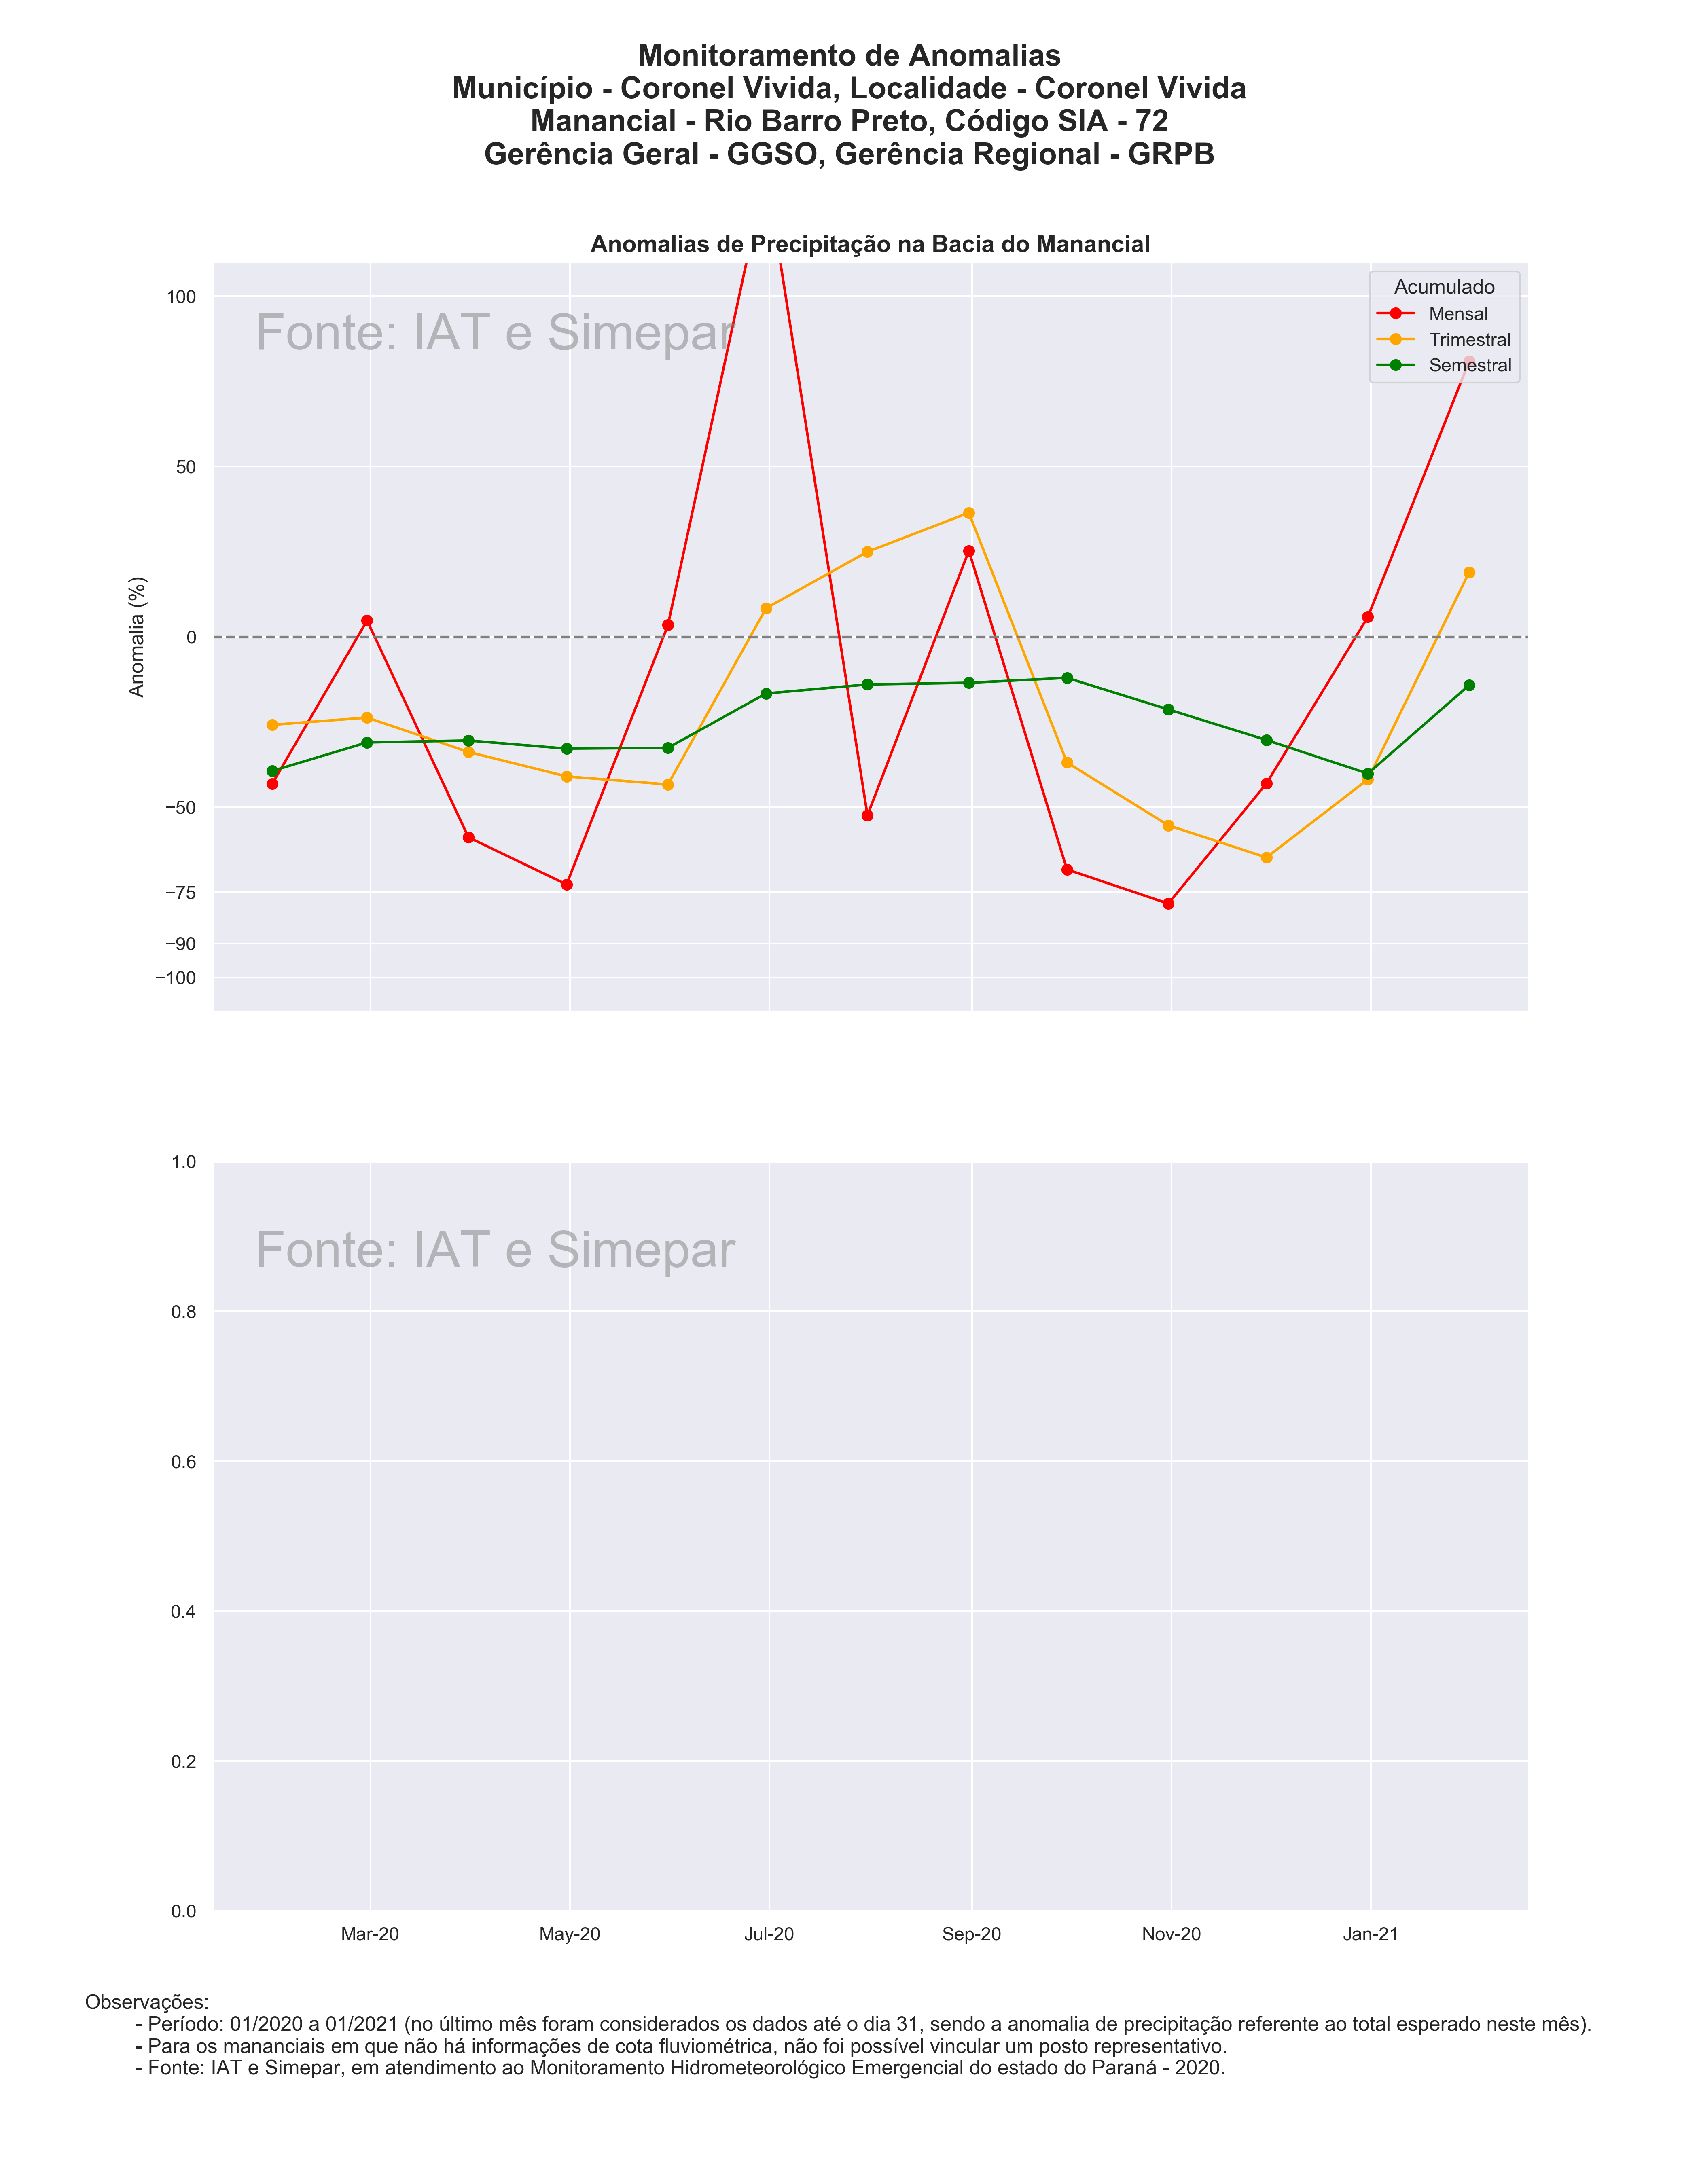 Monitoramento de Anomalias
Município - Coronel Vivida, Localidade - Coronel Vivida
Manancial - Rio Barro Preto, Código SIA - 72
Gerência Geral - GGSO, Gerência Regional - GRPB
Anomalias de Precipitação na Bacia do Manancial
Fonte: IAT e Simepar
Acumulado
Mensal
Trimestral
Semestral
Anomalia (%)
100
50
0
−50
−75
−90
−100
Fonte: IAT e Simepar
1.0
0.8
0.6
0.4
0.2
0.0
Mar-20 May-20 Jul-20 Sep-20 Nov-20 Jan-21
Observações:
- Período: 01/2020 a 01/2021 (no último mês foram considerados os dados até o dia 31, sendo a anomalia de precipitação referente ao total esperado neste mês).
- Para os mananciais em que não há informações de cota fluviométrica, não foi possível vincular um posto representativo.
- Fonte: IAT e Simepar, em atendimento ao Monitoramento Hidrometeorológico Emergencial do estado do Paraná - 2020.